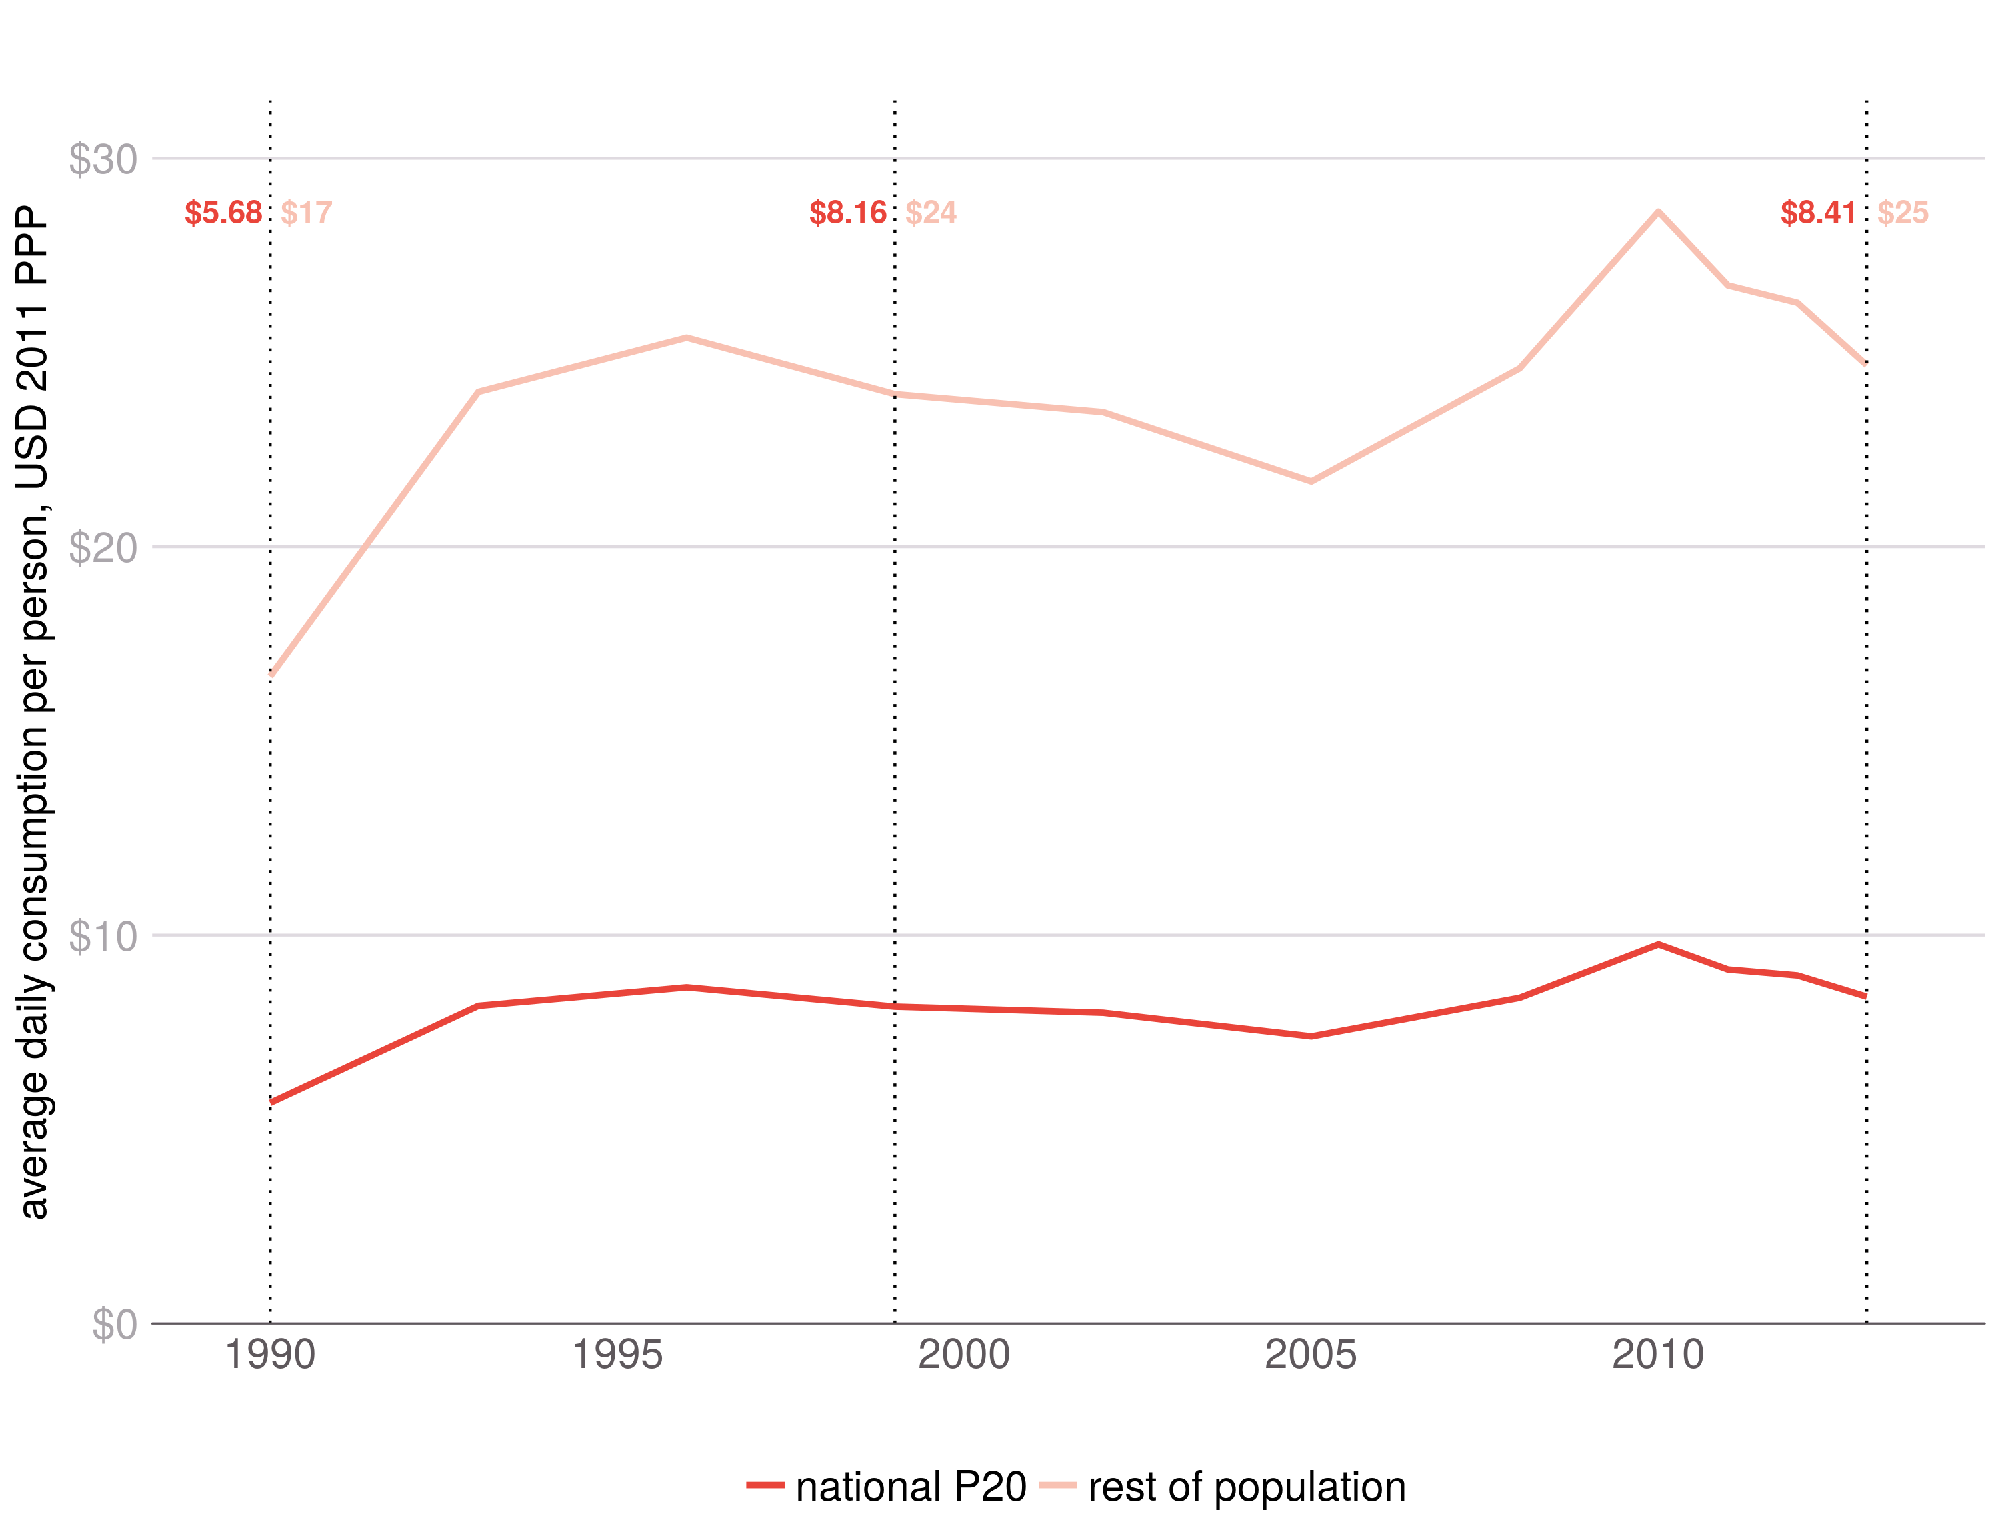 average daily consumption per person, USD 2011 PPP
$30
$20
$10
$0
$5.68 $17
$8.16 $24
$8.41 $25
1990 1995 2000 2005 2010
national P20 rest of population